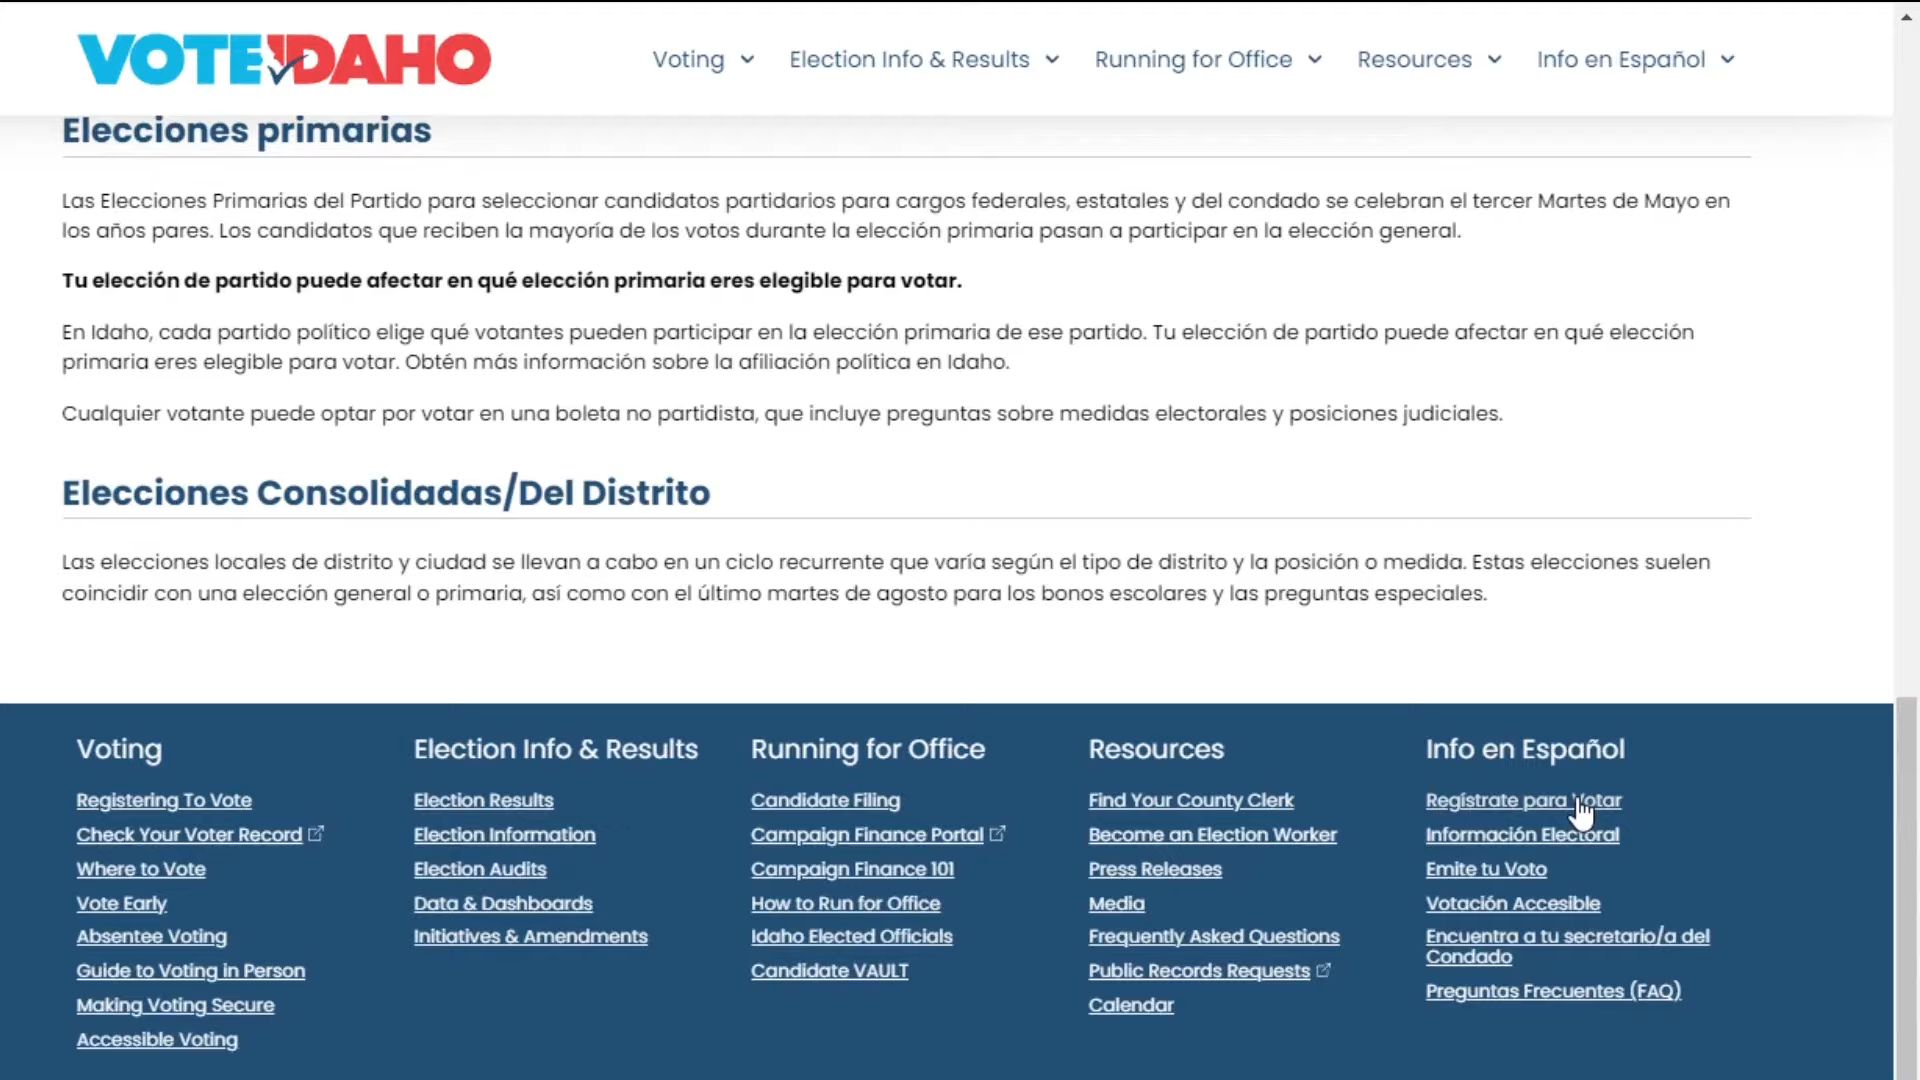 VOTEIDAHO
Voting
Election Info & Results
Running for Office
Resources
Info en Español
Elecciones primarias
Las Elecciones Primarias del Partido para seleccionar candidatos partidarios para cargos federales, estatales y del condado se celebran el tercer Martes de Mayo en
los años pares. Los candidatos que reciben la mayoría de los votos durante la elección primaria pasan a participar en la elección general.
Tu elección de partido puede afectar en qué elección primaria eres elegible para votar.
En Idaho, cada partido político elige qué votantes pueden participar en la elección primaria de ese partido. Tu elección de partido puede afectar en qué elección
primaria eres elegible para votar. Obtén más información sobre la afiliación política en Idaho.
Cualquier votante puede optar por votar en una boleta no partidista, que incluye preguntas sobre medidas electorales y posiciones judiciales.
Elecciones Consolidadas/Del Distrito
Las elecciones locales de distrito y ciudad se llevan a cabo en un ciclo recurrente que varía según el tipo de distrito y la posición o medida. Estas elecciones suelen
coincidir con una elección general o primaria, así como con el último martes de agosto para los bonos escolares y las preguntas especiales.
Voting
Registering To Vote
Check Your Voter Record
Where to Vote
Vote Early
Absentee Voting
Guide to Voting in Person
Making Voting Secure
Accessible Voting
Election Info & Results
Election Results
Election Information
Election Audits
Data & Dashboards
Initiatives & Amendments
Running for Office
Candidate Filing
Campaign Finance Portal
Campaign Finance 101
How to Run for Office
Idaho Elected Officials
Candidate VAULT
Resources
Find Your County Clerk
Become an Election Worker
Press Releases
Media
Frequently Asked Questions
Public Records Requests
Calendar
Info en Español
Regístrate para Votar
Información Electoral
Emite tu Voto
Votación Accesible
Encuentra a tu secretario/a del
Condado
Preguntas Frecuentes (FAQ)